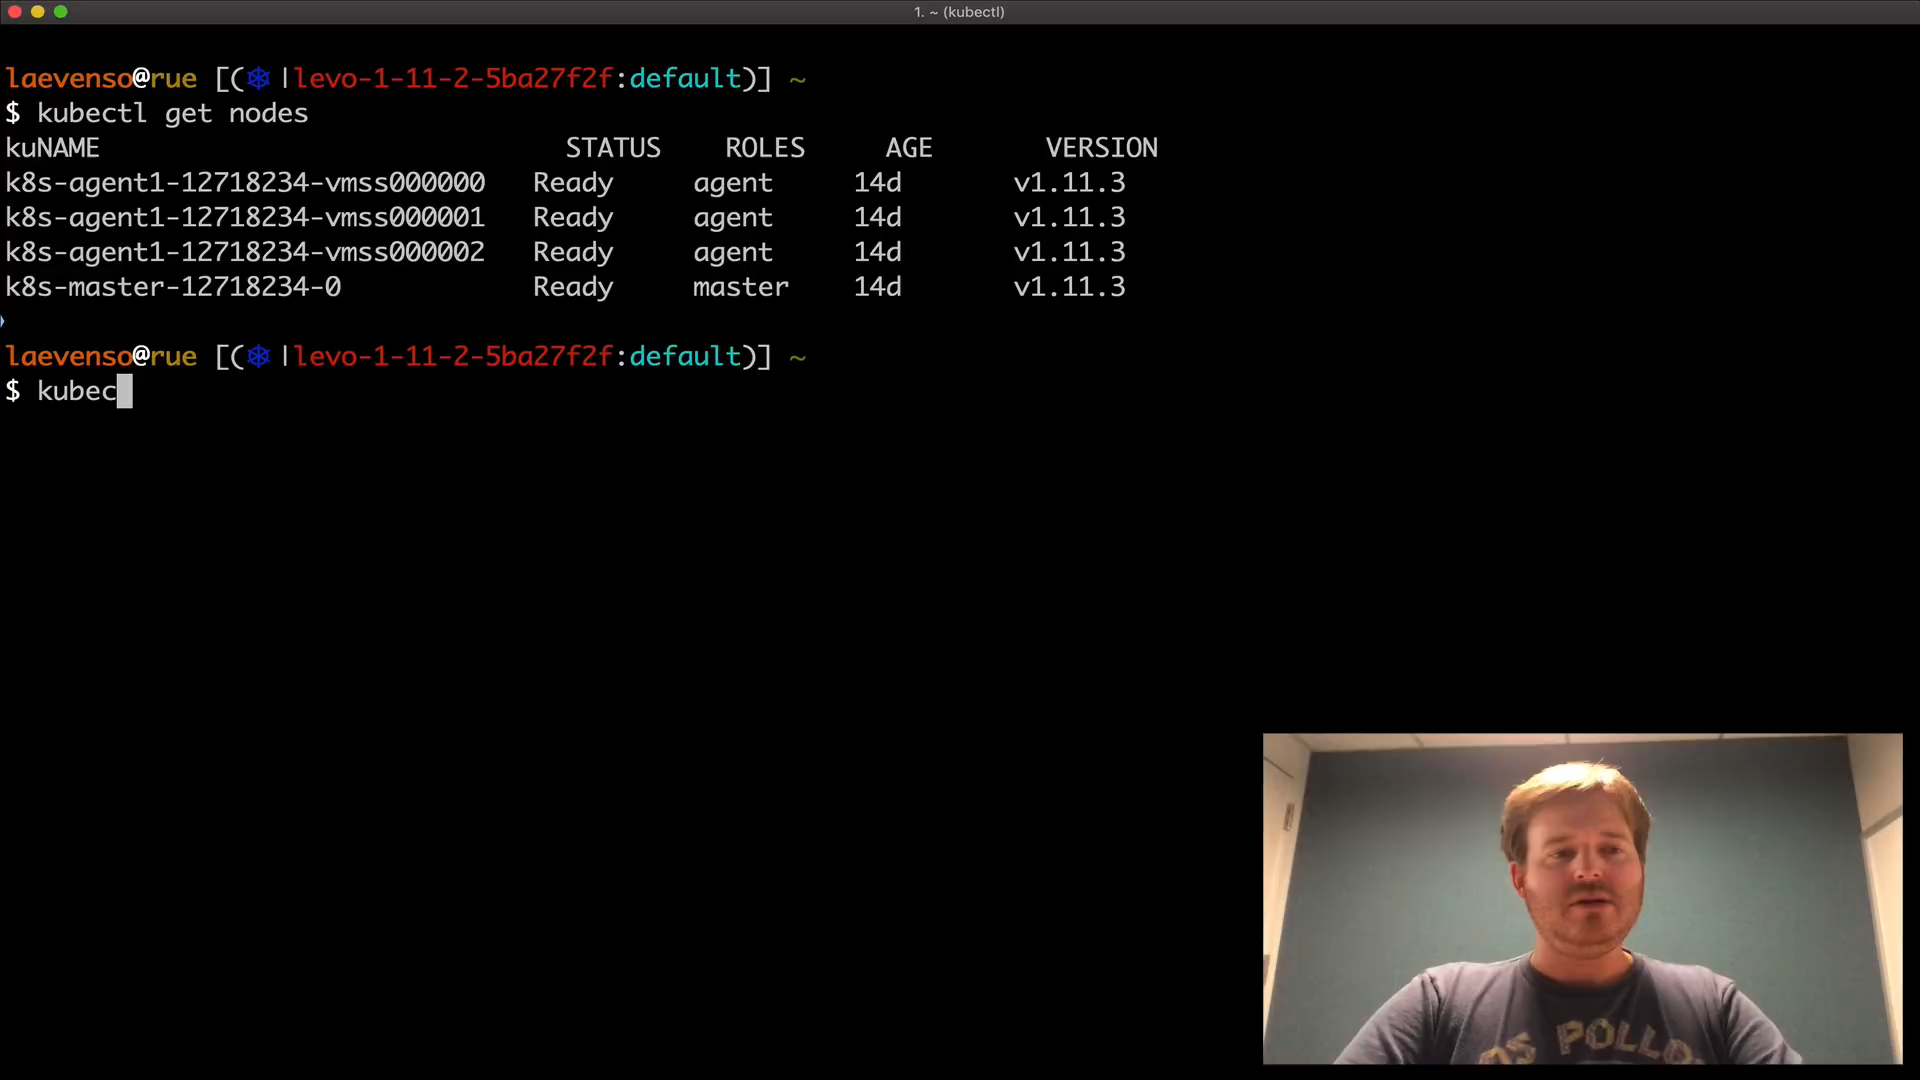 1. ~ (kubectl)
laevenso@rue [(⎈ |levo-1-11-2-5ba27f2f:default)] ~
$ kubectl get nodes
kuNAME STATUS ROLES AGE VERSION
k8s-agent1-12718234-vmss000000 Ready agent 14d v1.11.3
k8s-agent1-12718234-vmss000001 Ready agent 14d v1.11.3
k8s-agent1-12718234-vmss000002 Ready agent 14d v1.11.3
k8s-master-12718234-0 Ready master 14d v1.11.3
laevenso@rue [(⎈ |levo-1-11-2-5ba27f2f:default)] ~
$ kubec